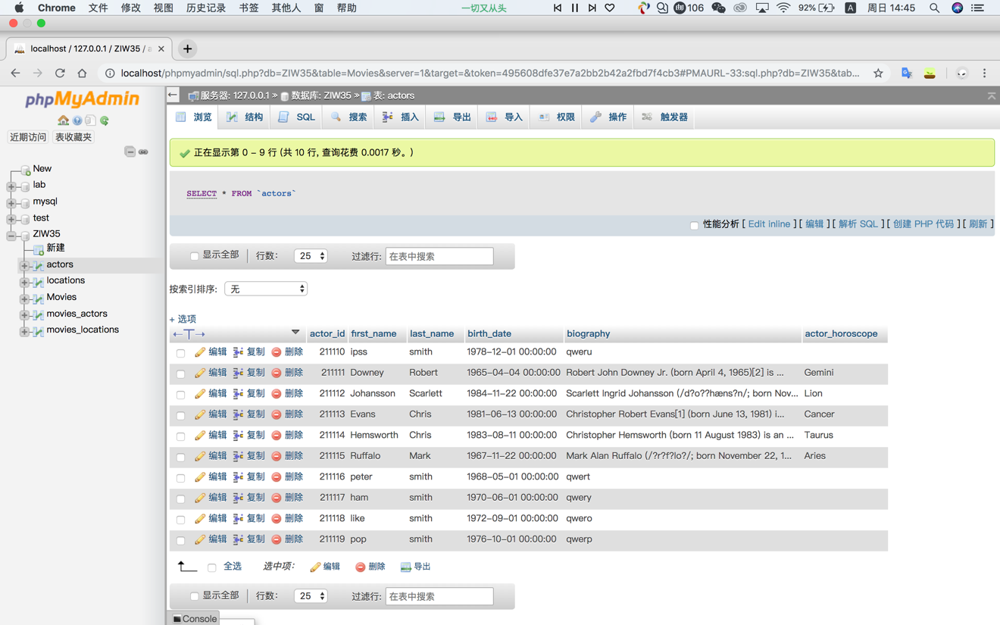 Chrome 文件 修改 视图 历史记录 书签 其他人 窗 帮助 一切又从头 106 92% A 周日 14:45
localhost / 127.0.0.1 / ZIW35 / a
localhost/phpmyadmin/sql.php?db=ZIW35&table=Movies&server=1&target=&token=495608dfe37e7a2bb2b42a2fbd7f4cb3#PMAURL-33:sql.php?db=ZIW35&tab...
phpMyAdmin
近期访问 表收藏夹
New
lab
mysql
test
ZIW35
新建
actors
locations
Movies
movies_actors
movies_locations
服务器: 127.0.0.1 » 数据库: ZIW35 » 表: actors
浏览 结构 SQL 搜索 插入 导出 导入 权限 操作 触发器
正在显示第 0 - 9 行 (共 10 行, 查询花费 0.0017 秒。)
SELECT * FROM `actors`
性能分析 [ Edit inline ] [ 编辑 ] [ 解析 SQL ] [ 创建 PHP 代码 ] [ 刷新 ]
显示全部 行数: 25 过滤行: 在表中搜索
按索引排序: 无
+ 选项
←T→ actor_id first_name last_name birth_date biography actor_horoscope
编辑 复制 删除 211110 ipss smith 1978-12-01 00:00:00 qweru
编辑 复制 删除 211111 Downey Robert 1965-04-04 00:00:00 Robert John Downey Jr. (born April 4, 1965)[2] is ... Gemini
编辑 复制 删除 211112 Johansson Scarlett 1984-11-22 00:00:00 Scarlett Ingrid Johansson (/d?o??hæns?n/; born Nov... Lion
编辑 复制 删除 211113 Evans Chris 1981-06-13 00:00:00 Christopher Robert Evans[1] (born June 13, 1981) i... Cancer
编辑 复制 删除 211114 Hemsworth Chris 1983-08-11 00:00:00 Christopher Hemsworth (born 11 August 1983) is an ... Taurus
编辑 复制 删除 211115 Ruffalo Mark 1967-11-22 00:00:00 Mark Alan Ruffalo (/?r?f?lo?/; born November 22, 1... Aries
编辑 复制 删除 211116 peter smith 1968-05-01 00:00:00 qwert
编辑 复制 删除 211117 ham smith 1970-06-01 00:00:00 qwery
编辑 复制 删除 211118 like smith 1972-09-01 00:00:00 qwero
编辑 复制 删除 211119 pop smith 1976-10-01 00:00:00 qwerp
全选 选中项: 编辑 删除 导出
显示全部 行数: 25 过滤行: 在表中搜索
Console